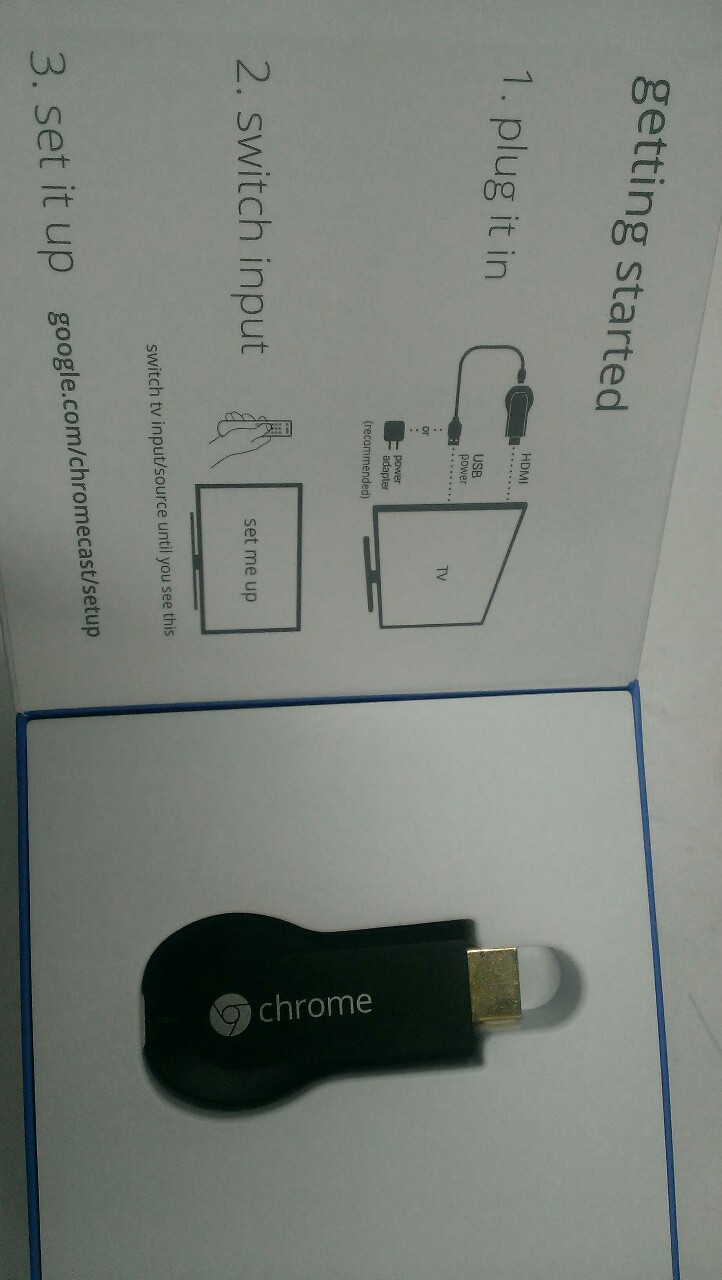 getting started
1. plug it in
HDMI
USB
power
or
power
adapter
(recommended)
TV
2. switch input
set me up
switch tv input/source until you see this
3. set it up
google.com/chromecast/setup
chrome